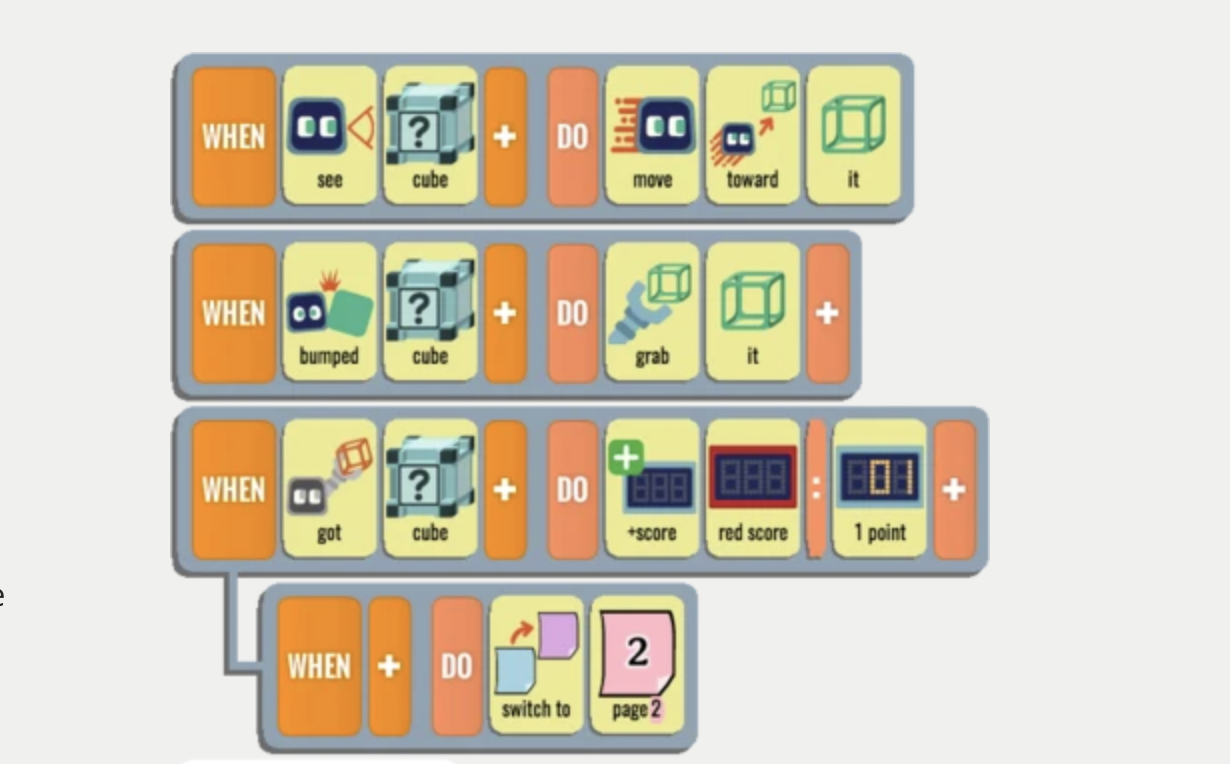 WHEN see ? cube + DO move toward it
WHEN bumped ? cube + DO grab it +
WHEN got ? cube + DO + +score red score : 01 1 point +
WHEN + DO switch to 2 page 2
e